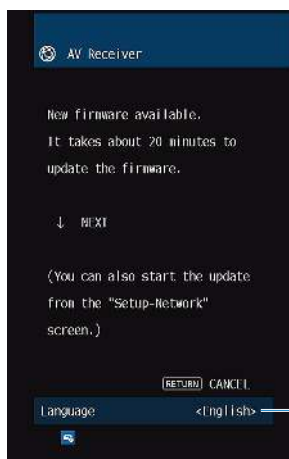 AV Receiver
New firmware available.
It takes about 20 minutes to
update the firmware.
↓ NEXT
(You can also start the update
from the "Setup-Network"
screen.)
RETURN CANCEL
Language <English>